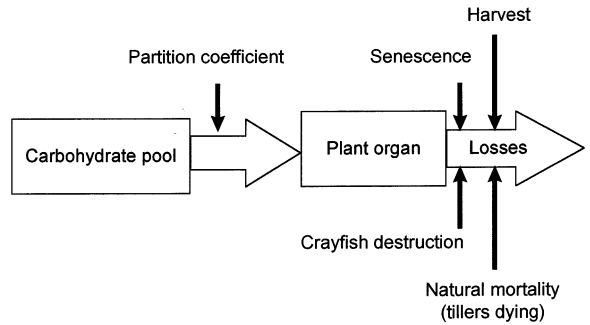 Harvest
Partition coefficient
Senescence
Carbohydrate pool
Plant organ
Losses
Crayfish destruction
Natural mortality
(tillers dying)